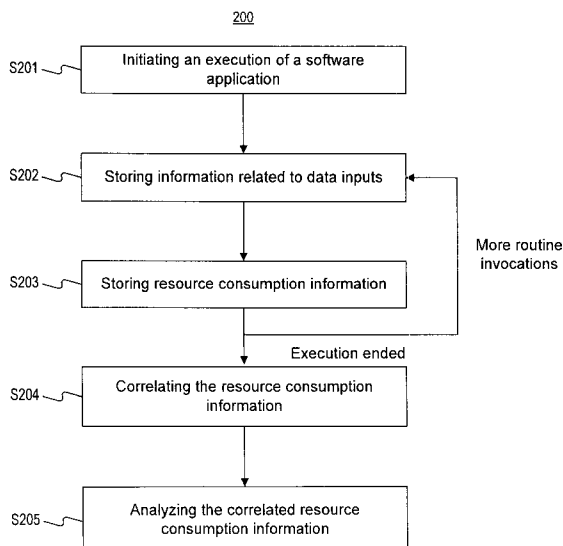 200
S201
Initiating an execution of a software
application
S202
Storing information related to data inputs
More routine
invocations
S203
Storing resource consumption information
Execution ended
S204
Correlating the resource consumption
information
S205
Analyzing the correlated resource
consumption information